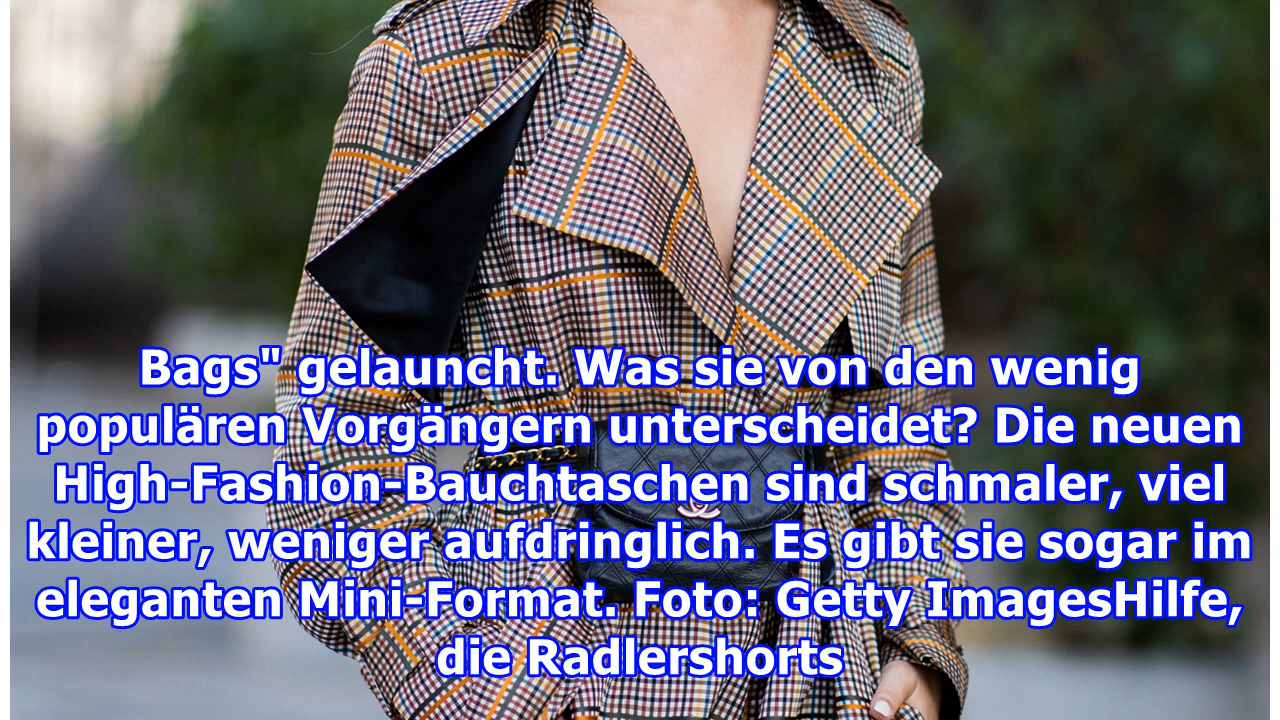 Bags" gelauncht. Was sie von den wenig
populären Vorgängern unterscheidet? Die neuen
High-Fashion-Bauchtaschen sind schmaler, viel
kleiner, weniger aufdringlich. Es gibt sie sogar im
eleganten Mini-Format. Foto: Getty ImagesHilfe,
die Radlershorts